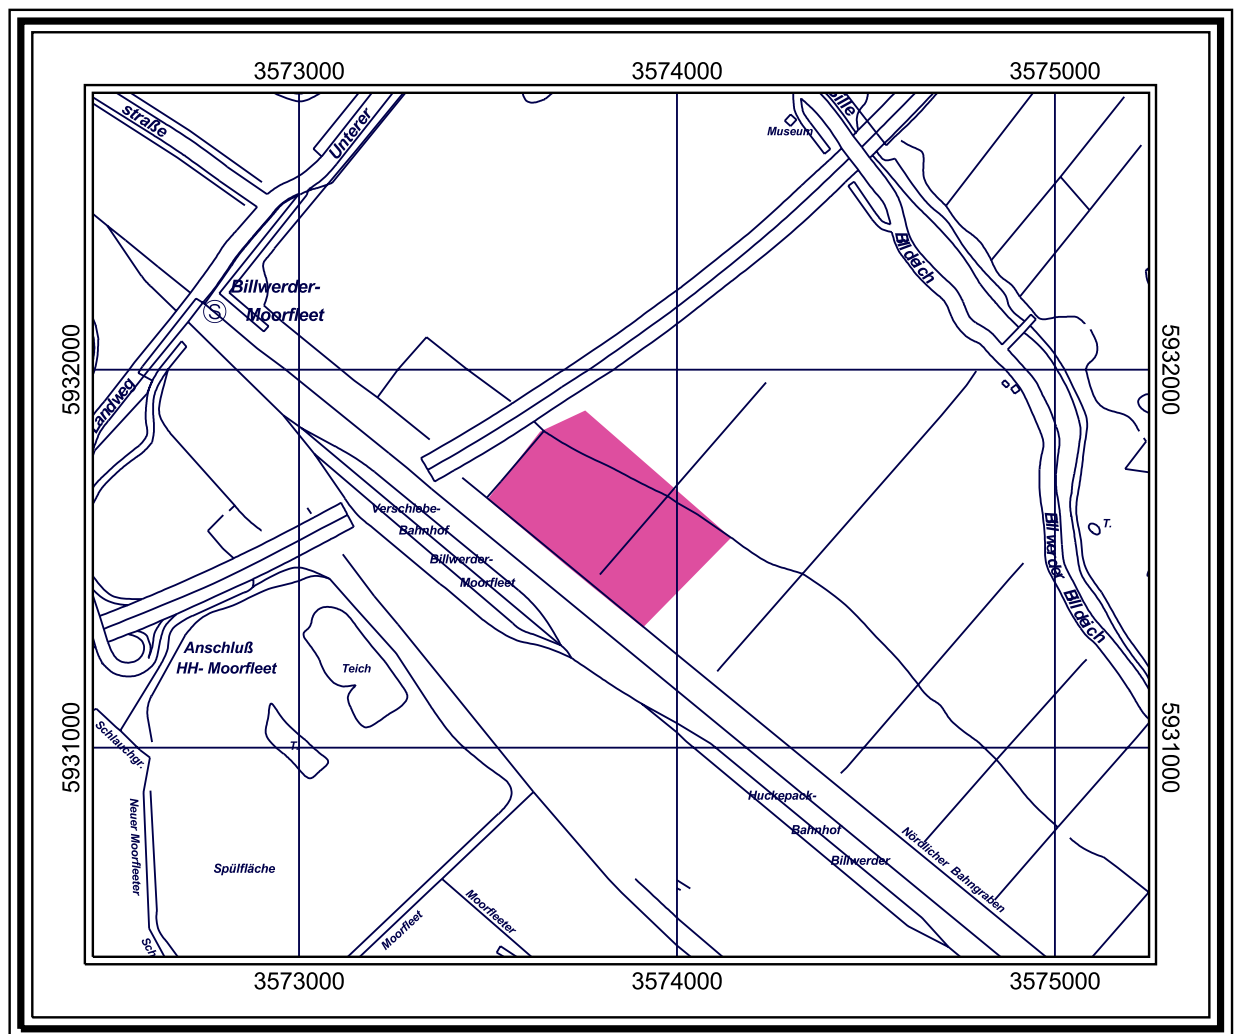 3573000 3574000 3575000
straße
Unterer
Museum
Bille
Billdeich
Billwerder-
Moorfleet
S
5932000
5932000
Landweg
Verschiebe-
Bahnhof
Billwerder-
Moorfleet
T.
Billwerder
Billdeich
Anschluß
HH- Moorfleet
Teich
T.
Schlauchgr.
5931000
5931000
Huckepack-
Bahnhof
Billwerder
Nördlicher Bahngraben
Neuer Moorfleeter
Spülfläche
Moorfleet
Moorfleeter
Sch
3573000 3574000 3575000